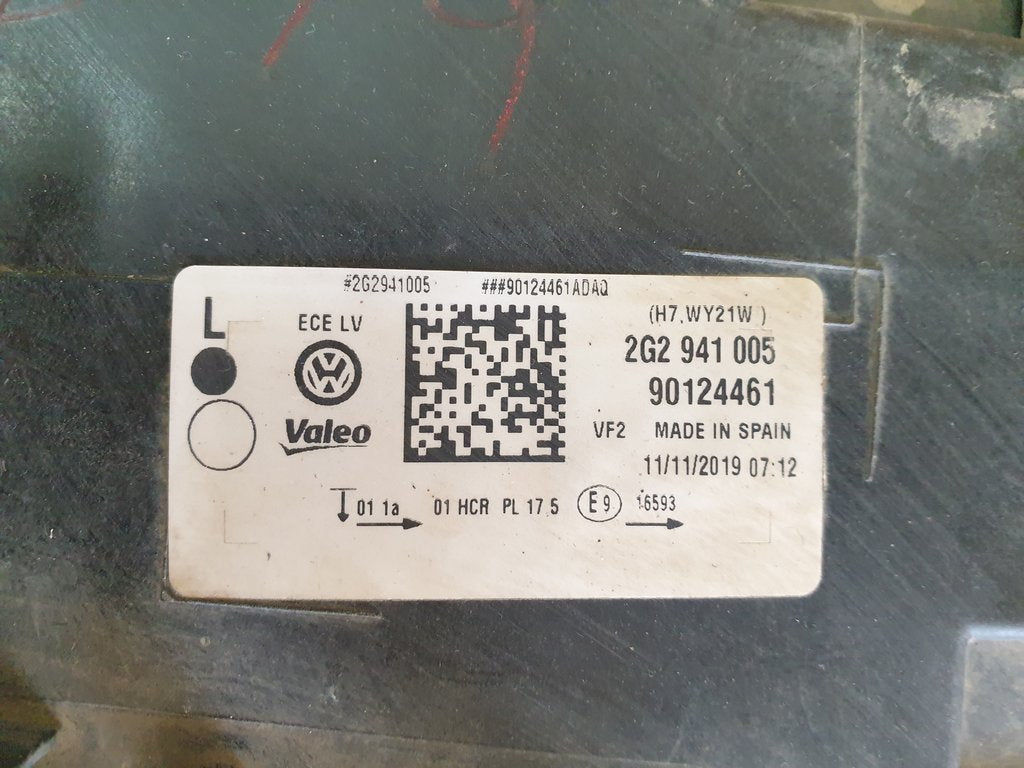 #2G2941005 ###90124461ADAQ
L
ECE LV
(H7,WY21W )
2G2 941 005
90124461
Valeo
VF2 MADE IN SPAIN
11/11/2019 07:12
01 1a 01 HCR PL 17.5 E9 16593